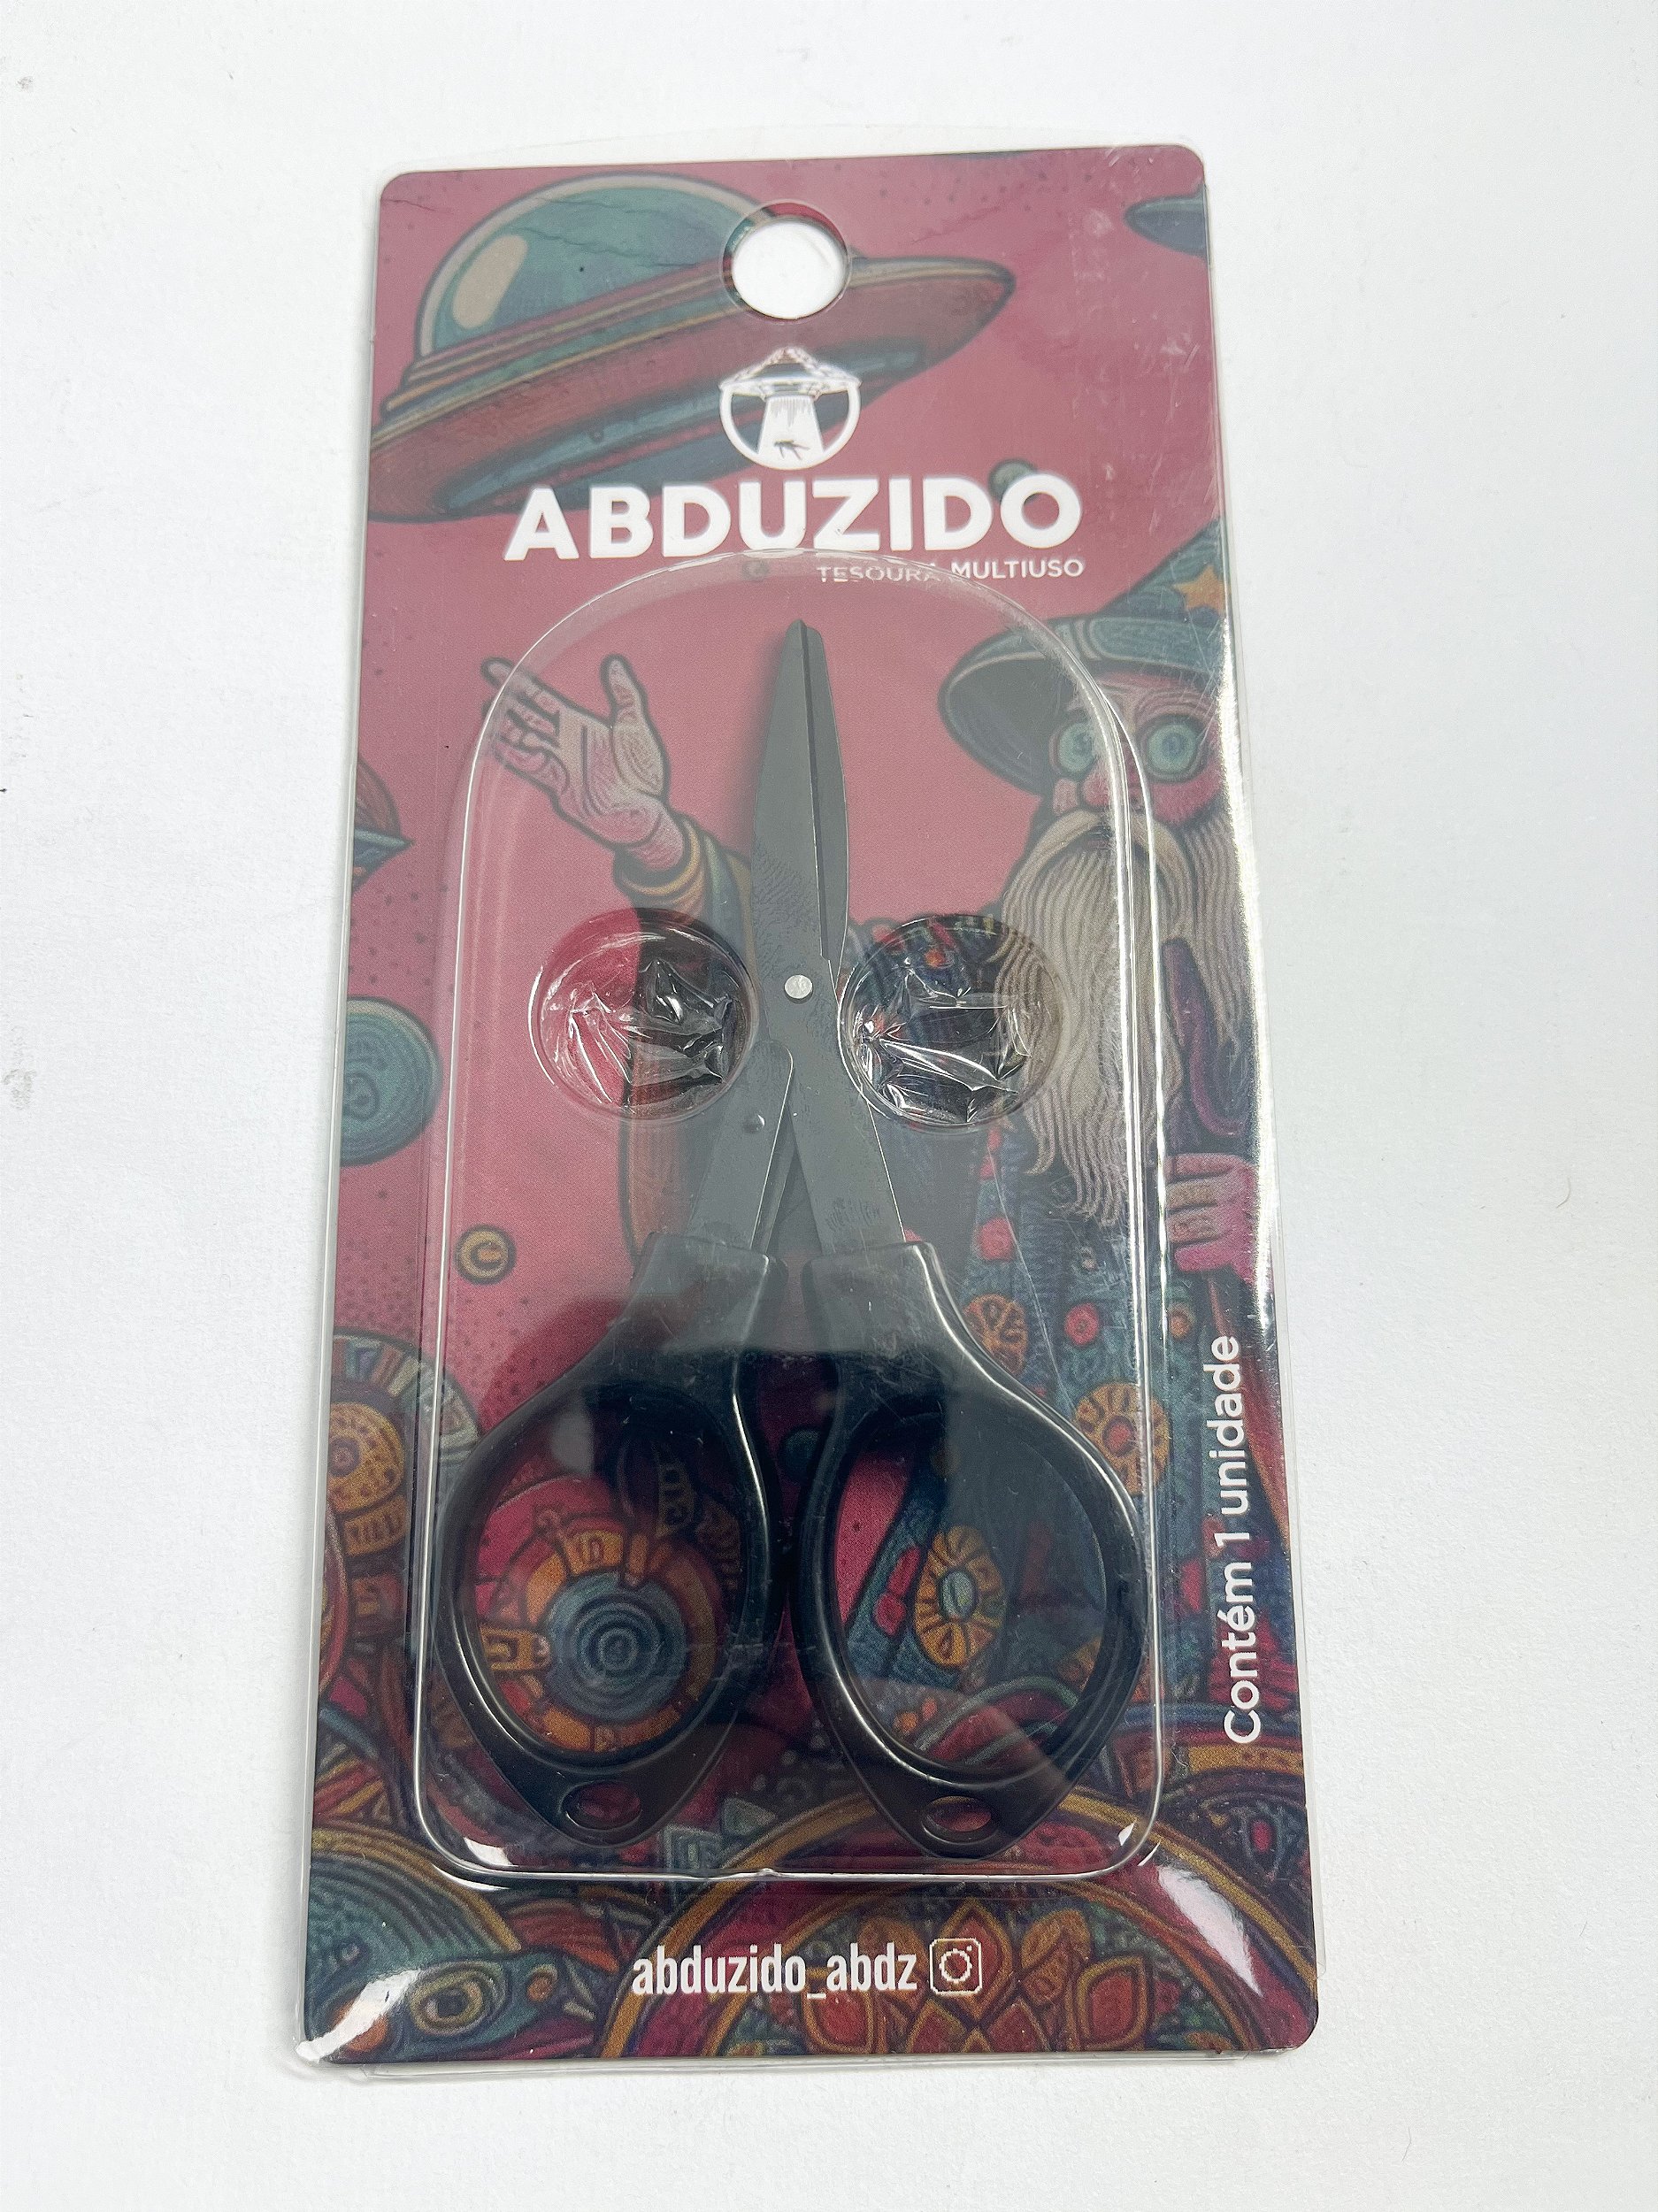 ABDUZIDO
TESOURA MULTIUSO
Contém 1 unidade
abduzido_abdz